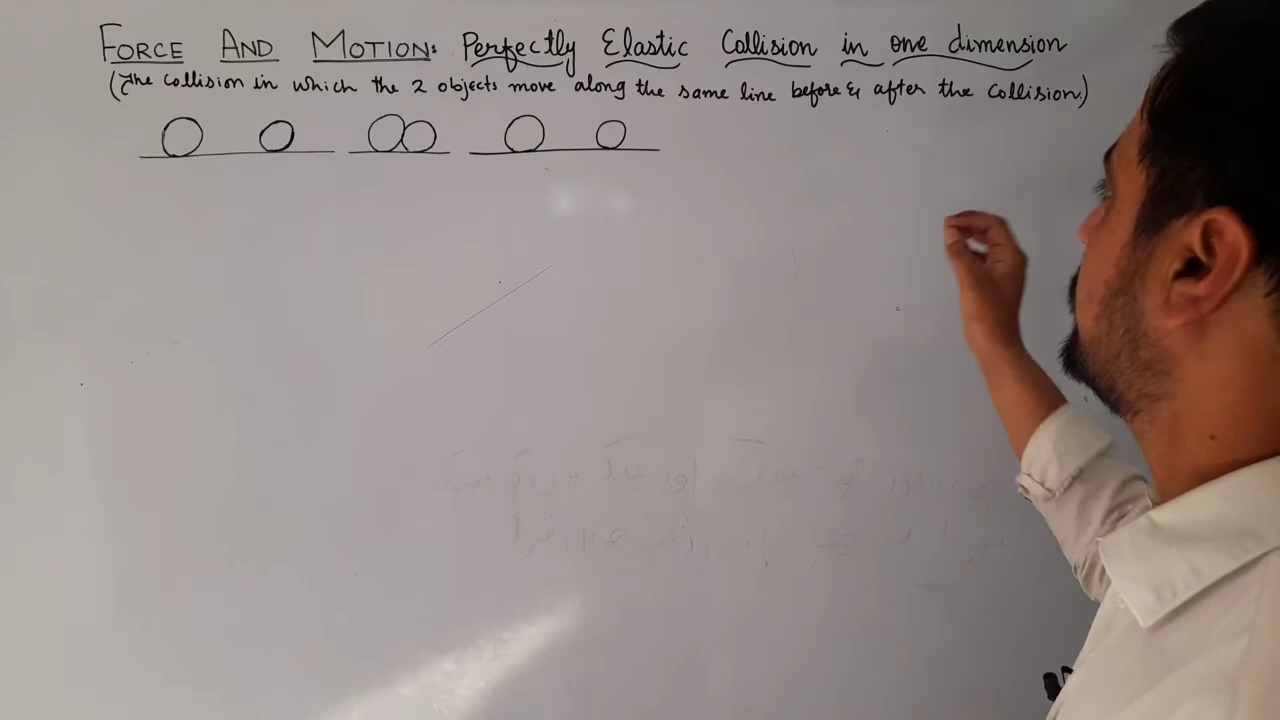 FORCE AND MOTION: Perfectly Elastic Collision in one dimension
(The collision in which the 2 objects move along the same line before & after the collision)